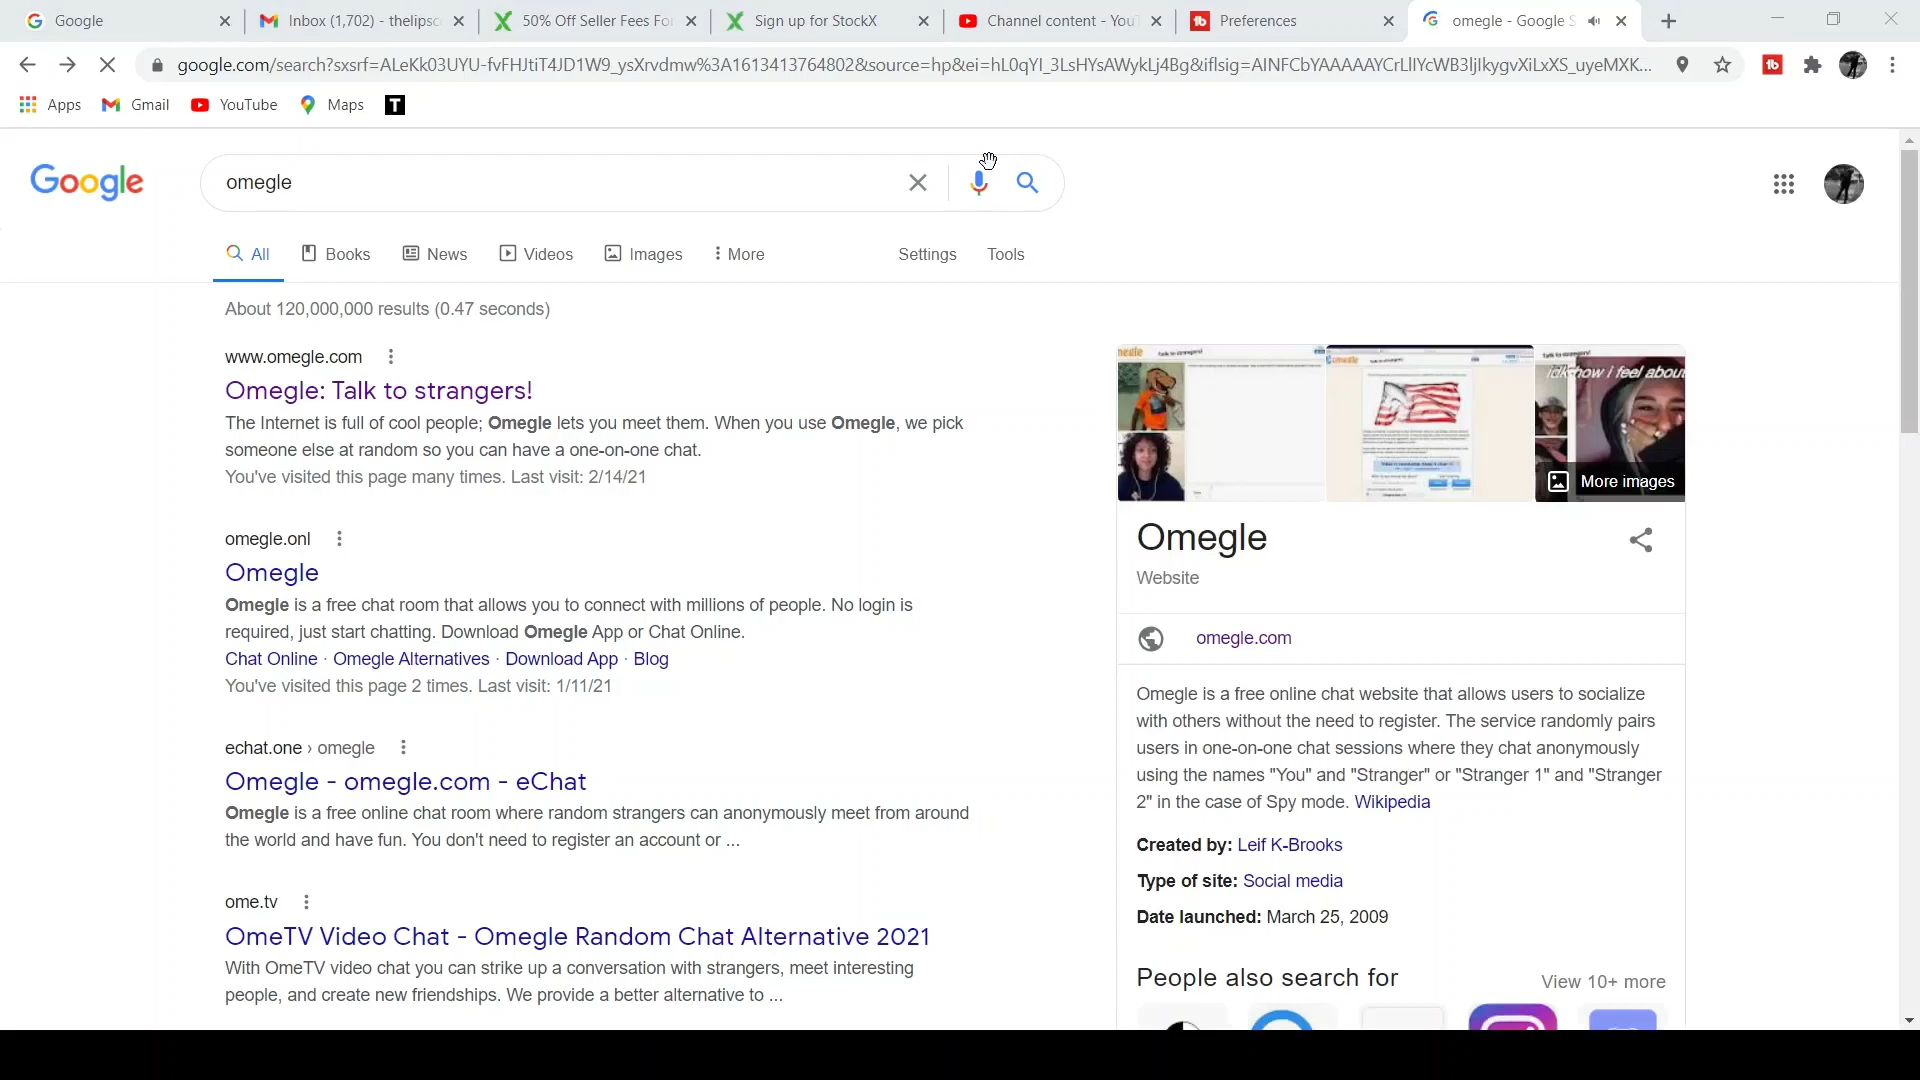 Google
Inbox (1,702) - thelipsc
50% Off Seller Fees Fo
Sign up for StockX
Channel content - You
Preferences
omegle - Google S
google.com/search?sxsrf=ALeKk03UYU-fvFHJtiT4JD1W9_ysXrvdmw%3A1613413764802&source=hp&ei=hL0qYI_3LsHYsAWykLj4Bg&iflsig=AINFCbYAAAAAYCrLlIYcWB3ljIkygvXiLxXS_uyeMXK...
Apps
Gmail
YouTube
Maps
T
Google
omegle
All
Books
News
Videos
Images
More
Settings
Tools
About 120,000,000 results (0.47 seconds)
www.omegle.com
Omegle: Talk to strangers!
The Internet is full of cool people; Omegle lets you meet them. When you use Omegle, we pick
someone else at random so you can have a one-on-one chat.
You've visited this page many times. Last visit: 2/14/21
omegle.onl
Omegle
Omegle is a free chat room that allows you to connect with millions of people. No login is
required, just start chatting. Download Omegle App or Chat Online.
Chat Online · Omegle Alternatives · Download App · Blog
You've visited this page 2 times. Last visit: 1/11/21
echat.one › omegle
Omegle - omegle.com - eChat
Omegle is a free online chat room where random strangers can anonymously meet from around
the world and have fun. You don't need to register an account or ...
ome.tv
OmeTV Video Chat - Omegle Random Chat Alternative 2021
With OmeTV video chat you can strike up a conversation with strangers, meet interesting
people, and create new friendships. We provide a better alternative to ...
Talk to strangers!
idk how i feel about
More images
Omegle
Website
omegle.com
Omegle is a free online chat website that allows users to socialize
with others without the need to register. The service randomly pairs
users in one-on-one chat sessions where they chat anonymously
using the names "You" and "Stranger" or "Stranger 1" and "Stranger
2" in the case of Spy mode. Wikipedia
Created by: Leif K-Brooks
Type of site: Social media
Date launched: March 25, 2009
People also search for
View 10+ more